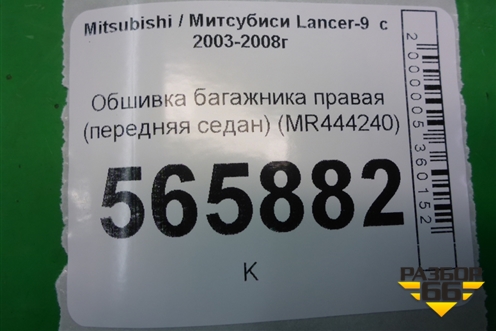 Mitsubishi / Митсубиси Lancer-9 с
2003-2008г
Обшивка багажника правая
(передняя седан) (MR444240)
565882
К
2000005360152
РАЗБОР
66